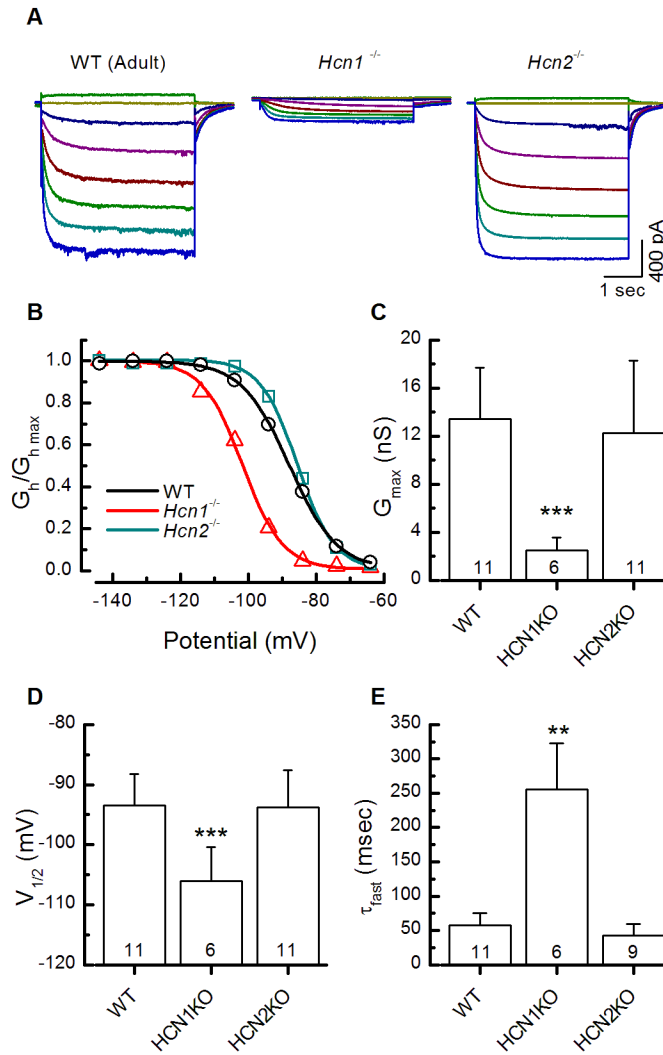 A
WT (Adult)
Hcn1 -/-
Hcn2 -/-
400 pA
1 sec
B
Gh/Gh max
1.0
0.8
0.6
0.4
0.2
0.0
WT
Hcn1-/-
Hcn2-/-
-140 -120 -100 -80 -60
Potential (mV)
C
Gmax (nS)
20
16
12
8
4
0
***
11 6 11
WT HCN1KO HCN2KO
D
V1/2 (mV)
-80
-90
-100
-110
-120
***
11 6 11
WT HCN1KO HCN2KO
E
τfast (msec)
350
300
250
200
150
100
50
0
**
11 6 9
WT HCN1KO HCN2KO